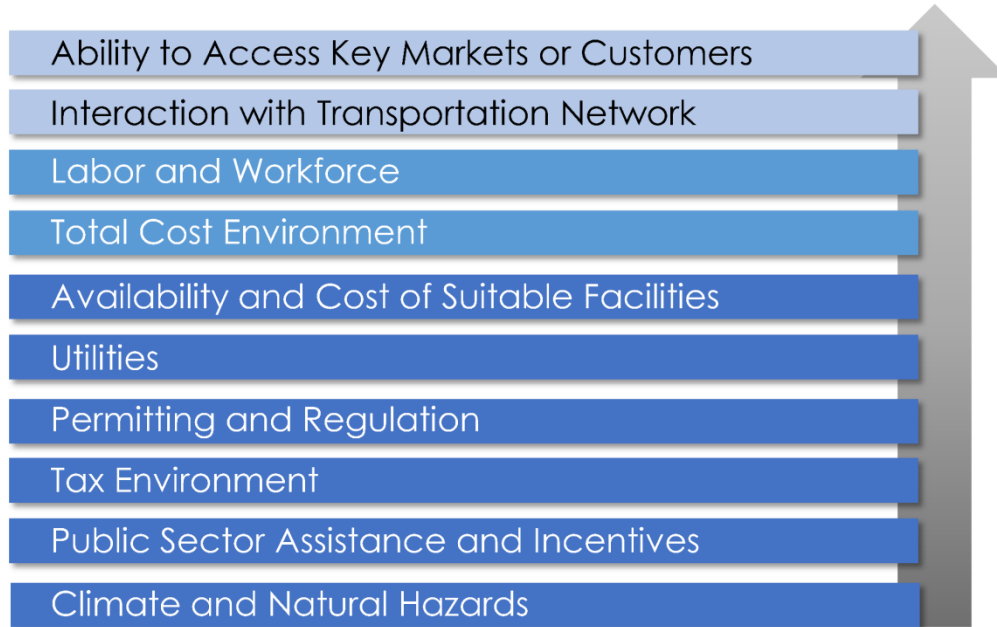 Ability to Access Key Markets or Customers
Interaction with Transportation Network
Labor and Workforce
Total Cost Environment
Availability and Cost of Suitable Facilities
Utilities
Permitting and Regulation
Tax Environment
Public Sector Assistance and Incentives
Climate and Natural Hazards